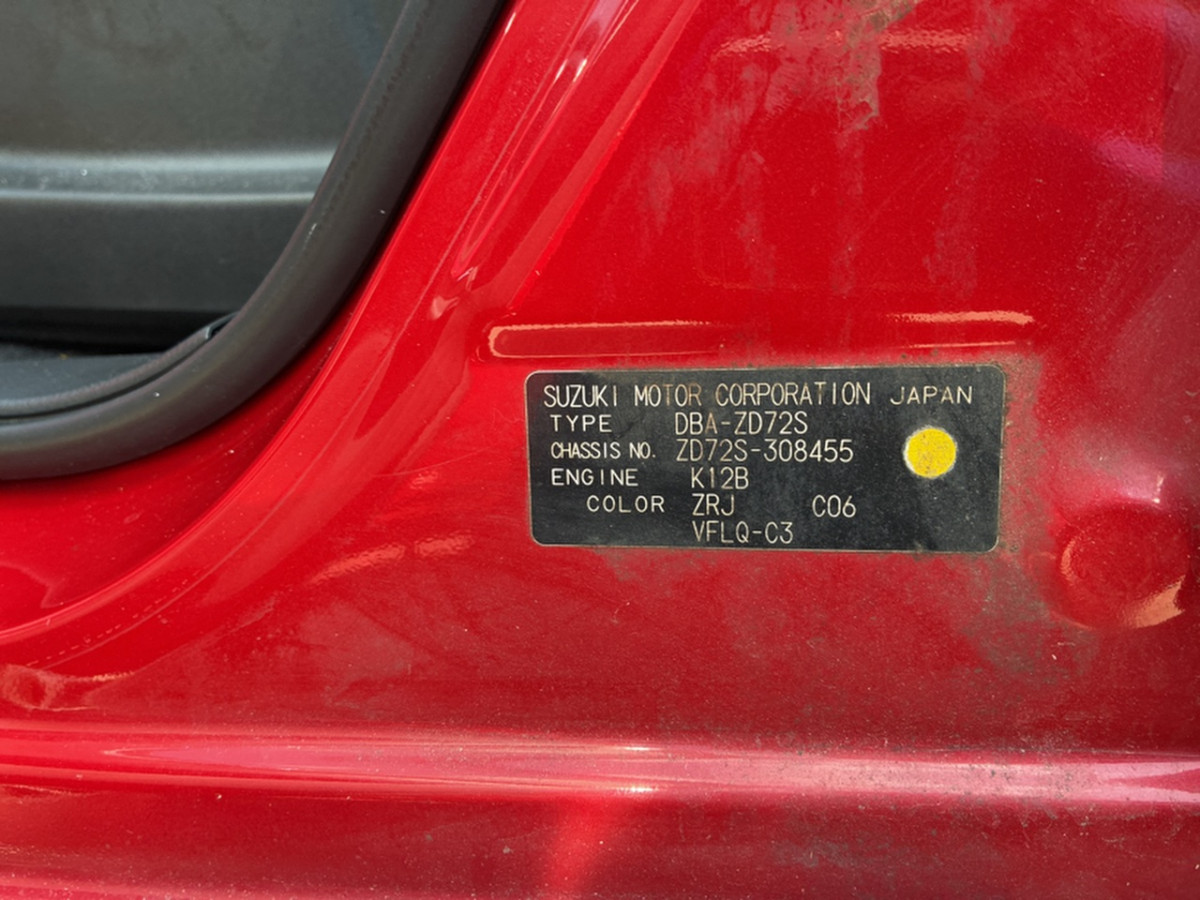 SUZUKI MOTOR CORPORATION JAPAN
TYPE DBA-ZD72S
CHASSIS NO. ZD72S-308455
ENGINE K12B
COLOR ZRJ C06
VFLQ-C3